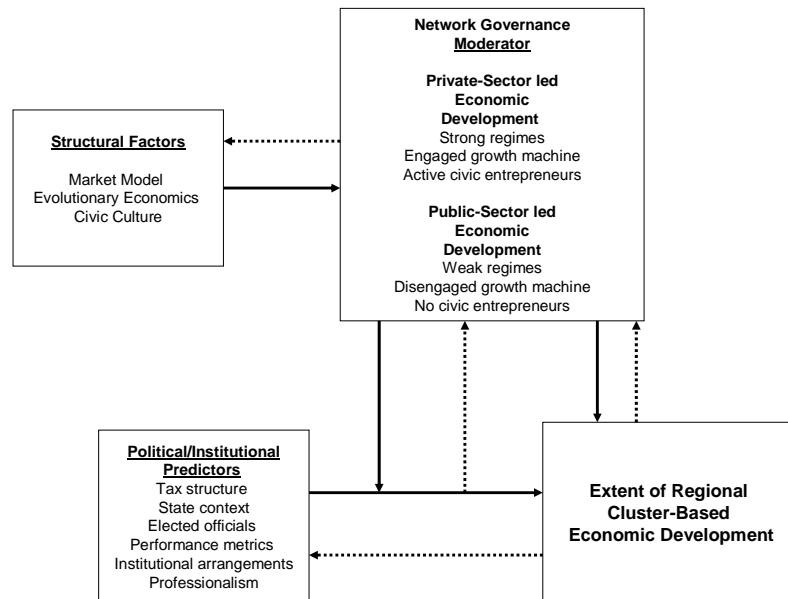 Network Governance
Moderator
Private-Sector led
Economic
Development
Strong regimes
Engaged growth machine
Active civic entrepreneurs
Public-Sector led
Economic
Development
Weak regimes
Disengaged growth machine
No civic entrepreneurs
Structural Factors
Market Model
Evolutionary Economics
Civic Culture
Political/Institutional
Predictors
Tax structure
State context
Elected officials
Performance metrics
Institutional arrangements
Professionalism
Extent of Regional
Cluster-Based
Economic Development